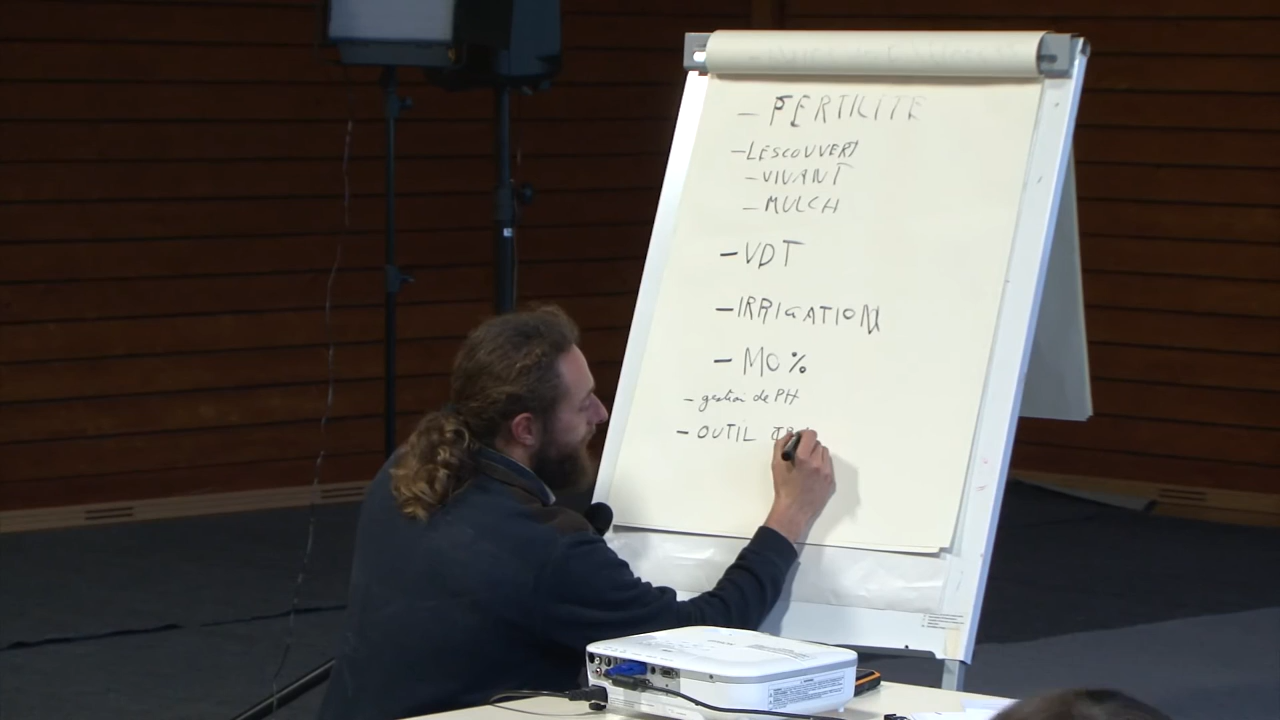 - FERTILITE
- LESCOUVERT
- VIVANT
- MULCH
- VDT
- IRRIGATION
- MO %
- gestion de PH
- OUTIL